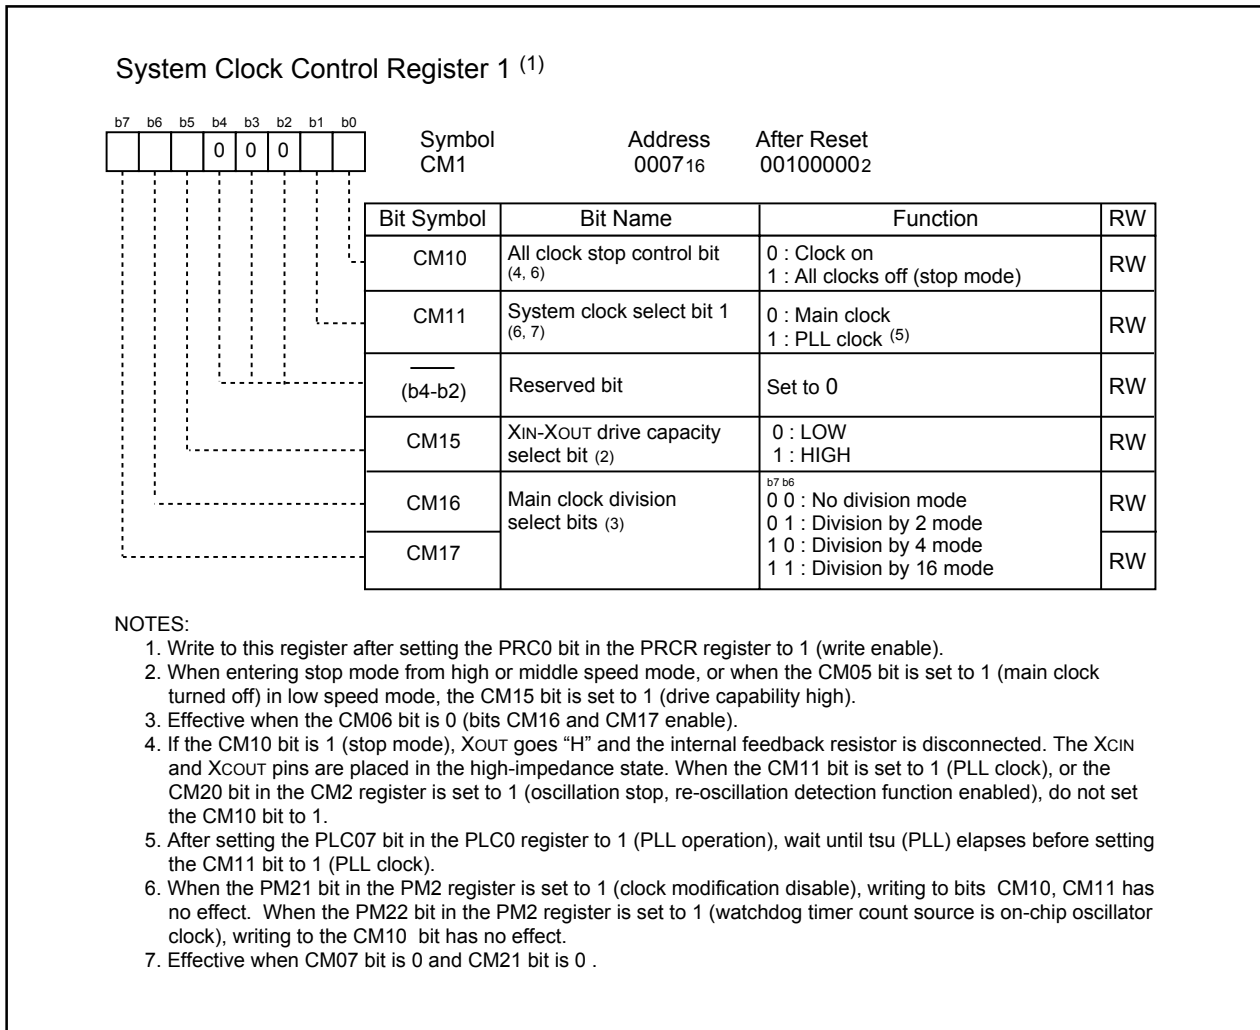 System Clock Control Register 1 (1)
b7 b6 b5 b4 b3 b2 b1 b0
0 0 0
Symbol Address After Reset
CM1 000716 001000002
Bit Symbol Bit Name Function RW
CM10 All clock stop control bit (4, 6) 0 : Clock on RW
1 : All clocks off (stop mode)
CM11 System clock select bit 1 (6, 7) 0 : Main clock RW
1 : PLL clock (5)
(b4-b2) Reserved bit Set to 0 RW
CM15 XIN-XOUT drive capacity 0 : LOW RW
select bit (2) 1 : HIGH
b7 b6
CM16 Main clock division 0 0 : No division mode RW
select bits (3) 0 1 : Division by 2 mode
CM17 1 0 : Division by 4 mode RW
1 1 : Division by 16 mode
NOTES:
1. Write to this register after setting the PRC0 bit in the PRCR register to 1 (write enable).
2. When entering stop mode from high or middle speed mode, or when the CM05 bit is set to 1 (main clock
turned off) in low speed mode, the CM15 bit is set to 1 (drive capability high).
3. Effective when the CM06 bit is 0 (bits CM16 and CM17 enable).
4. If the CM10 bit is 1 (stop mode), XOUT goes “H” and the internal feedback resistor is disconnected. The XCIN
and XCOUT pins are placed in the high-impedance state. When the CM11 bit is set to 1 (PLL clock), or the
CM20 bit in the CM2 register is set to 1 (oscillation stop, re-oscillation detection function enabled), do not set
the CM10 bit to 1.
5. After setting the PLC07 bit in the PLC0 register to 1 (PLL operation), wait until tsu (PLL) elapses before setting
the CM11 bit to 1 (PLL clock).
6. When the PM21 bit in the PM2 register is set to 1 (clock modification disable), writing to bits CM10, CM11 has
no effect. When the PM22 bit in the PM2 register is set to 1 (watchdog timer count source is on-chip oscillator
clock), writing to the CM10 bit has no effect.
7. Effective when CM07 bit is 0 and CM21 bit is 0 .